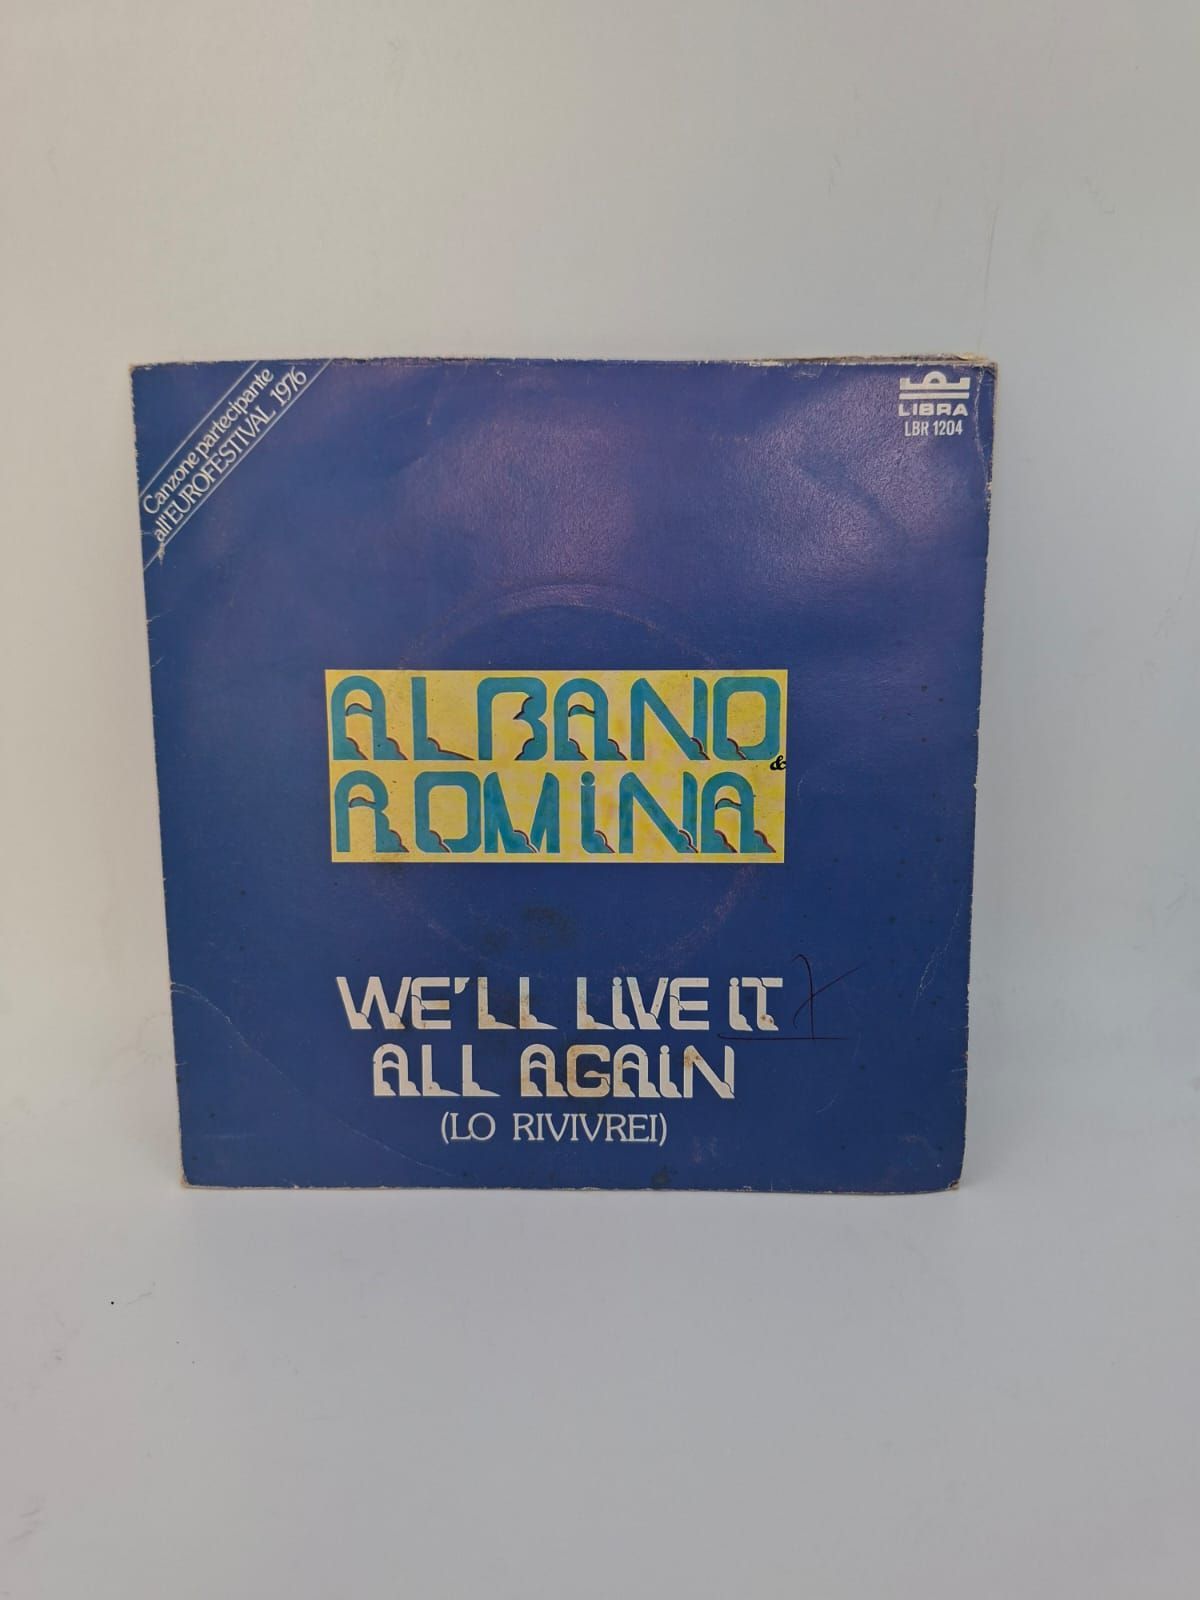 Canzone partecipante
all'EUROFESTIVAL 1976
LIBRA
LBR 1204
ALBANO &
ROMiNA
WE'LL LiVE iT
ALL AGAiN
(LO RIVIVREI)